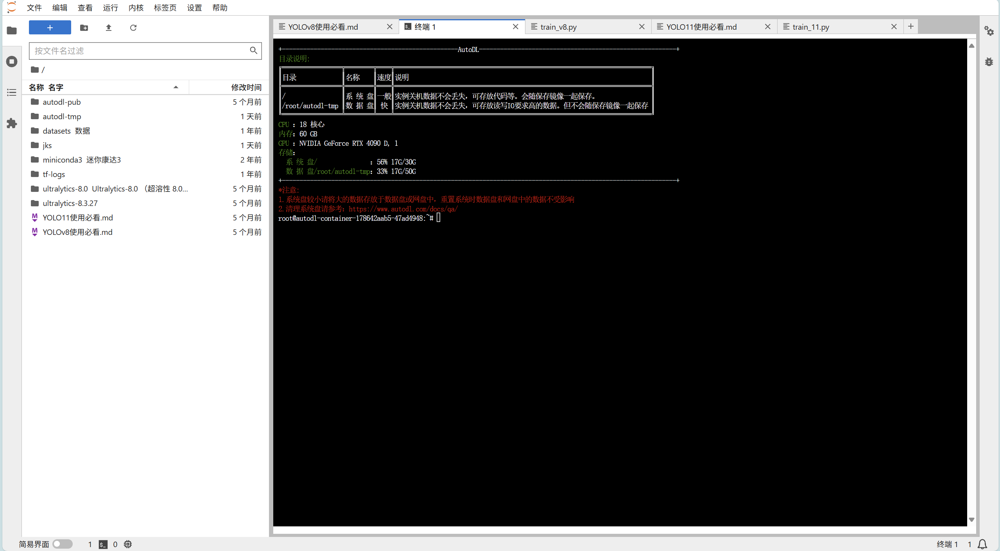 文件 编辑 查看 运行 内核 标签页 设置 帮助
+
按文件名过滤
/
名称 名字 修改时间
autodl-pub 5 个月前
autodl-tmp 1 天前
datasets 数据 1 年前
jks 1 天前
miniconda3 迷你康达3 2 年前
tf-logs 1 年前
ultralytics-8.0 Ultralytics-8.0 （超溶性 8.0... 5 个月前
ultralytics-8.3.27 5 个月前
YOLO11使用必看.md 5 个月前
YOLOv8使用必看.md 5 个月前
YOLOv8使用必看.md 终端 1 train_v8.py YOLO11使用必看.md train_11.py
+--------------------------------------------------AutoDL--------------------------------------------------------+
目录说明:
目录 名称 速度 说明
/ 系 统 盘 一般 实例关机数据不会丢失，可存放代码等。会随保存镜像一起保存。
/root/autodl-tmp 数 据 盘 快 实例关机数据不会丢失，可存放读写IO要求高的数据。但不会随保存镜像一起保存
CPU ：18 核心
内存：60 GB
GPU ：NVIDIA GeForce RTX 4090 D, 1
存储：
系 统 盘/ ：56% 17G/30G
数 据 盘/root/autodl-tmp：33% 17G/50G
+----------------------------------------------------------------------------------------------------------------+
*注意:
1.系统盘较小请将大的数据存放于数据盘或网盘中，重置系统时数据盘和网盘中的数据不受影响
2.清理系统盘请参考：https://www.autodl.com/docs/qa/
root@autodl-container-178642aab5-47ad4948:~#
简易界面 1 $_ 0 终端 1 1